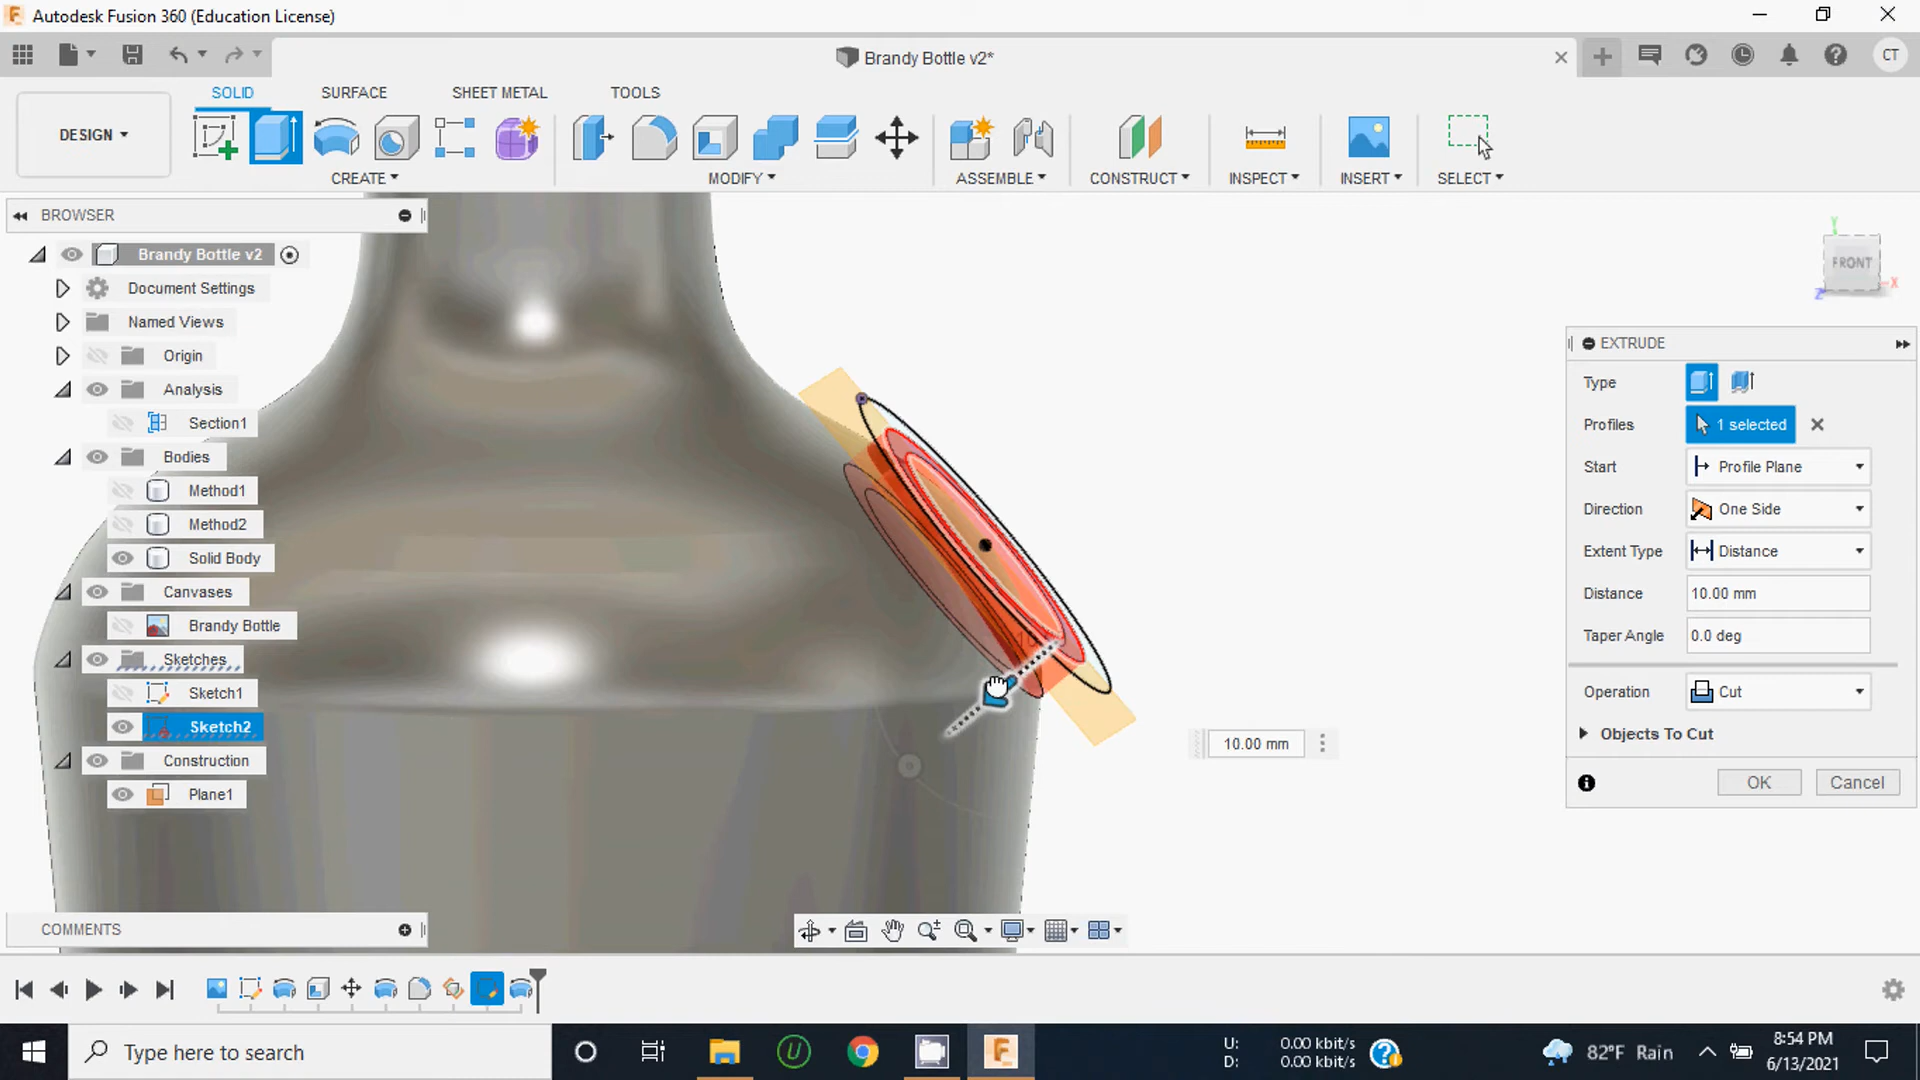 Autodesk Fusion 360 (Education License)
Brandy Bottle v2*
CT
SOLID SURFACE SHEET METAL TOOLS
DESIGN
CREATE MODIFY ASSEMBLE CONSTRUCT INSPECT INSERT SELECT
BROWSER
Brandy Bottle v2
Document Settings
Named Views
Origin
Analysis
Section1
Bodies
Method1
Method2
Solid Body
Canvases
Brandy Bottle
Sketches
Sketch1
Sketch2
Construction
Plane1
FRONT
Y
X
Z
EXTRUDE
Type
Profiles 1 selected
Start Profile Plane
Direction One Side
Extent Type Distance
Distance 10.00 mm
Taper Angle 0.0 deg
Operation Cut
Objects To Cut
OK Cancel
10.00 mm
COMMENTS
Type here to search
U: 0.00 kbit/s
D: 0.00 kbit/s
82°F Rain
8:54 PM
6/13/2021